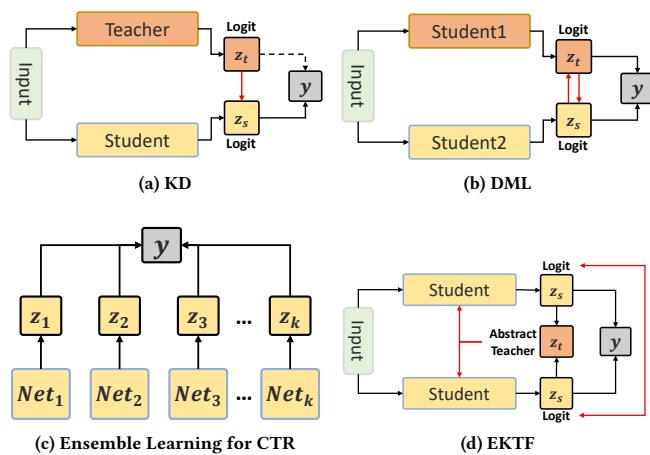 Logit
Teacher
z_t
Input
y
Student
z_s
Logit
(a) KD
Logit
Student1
z_t
Input
y
Student2
z_s
Logit
(b) DML
y
z_1 z_2 z_3 ... z_k
Net_1 Net_2 Net_3 ... Net_k
(c) Ensemble Learning for CTR
Logit
Student
z_s
Input
Abstract
Teacher
z_t
y
Student
z_s
Logit
(d) EKTF